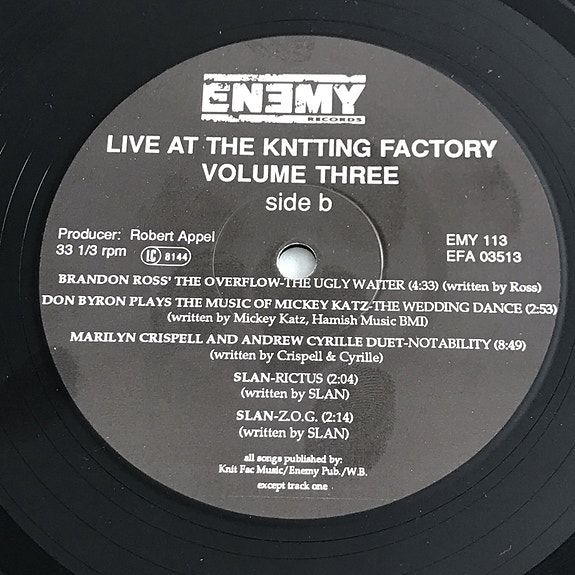 ENEMY
RECORDS
LIVE AT THE KNTTING FACTORY
VOLUME THREE
side b
Producer: Robert Appel
33 1/3 rpm LC 8144
EMY 113
EFA 03513
BRANDON ROSS' THE OVERFLOW-THE UGLY WAITER (4:33) (written by Ross)
DON BYRON PLAYS THE MUSIC OF MICKEY KATZ-THE WEDDING DANCE (2:53)
(written by Mickey Katz, Hamish Music BMI)
MARILYN CRISPELL AND ANDREW CYRILLE DUET-NOTABILITY (8:49)
(written by Crispell & Cyrille)
SLAN-RICTUS (2:04)
(written by SLAN)
SLAN-Z.O.G. (2:14)
(written by SLAN)
all songs published by:
Knit Fac Music/Enemy Pub./W.B.
except track one